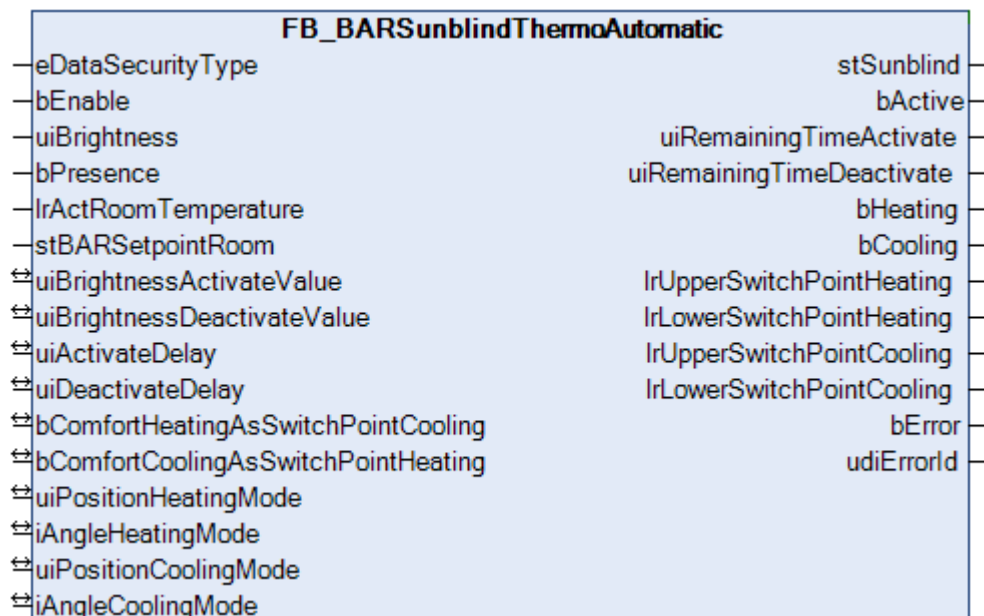 FB_BARSunblindThermoAutomatic
eDataSecurityType stSunblind
bEnable bActive
uiBrightness uiRemainingTimeActivate
bPresence uiRemainingTimeDeactivate
lrActRoomTemperature bHeating
stBARSetpointRoom bCooling
uiBrightnessActivateValue lrUpperSwitchPointHeating
uiBrightnessDeactivateValue lrLowerSwitchPointHeating
uiActivateDelay lrUpperSwitchPointCooling
uiDeactivateDelay lrLowerSwitchPointCooling
bComfortHeatingAsSwitchPointCooling bError
bComfortCoolingAsSwitchPointHeating udiErrorId
uiPositionHeatingMode
iAngleHeatingMode
uiPositionCoolingMode
iAngleCoolingMode